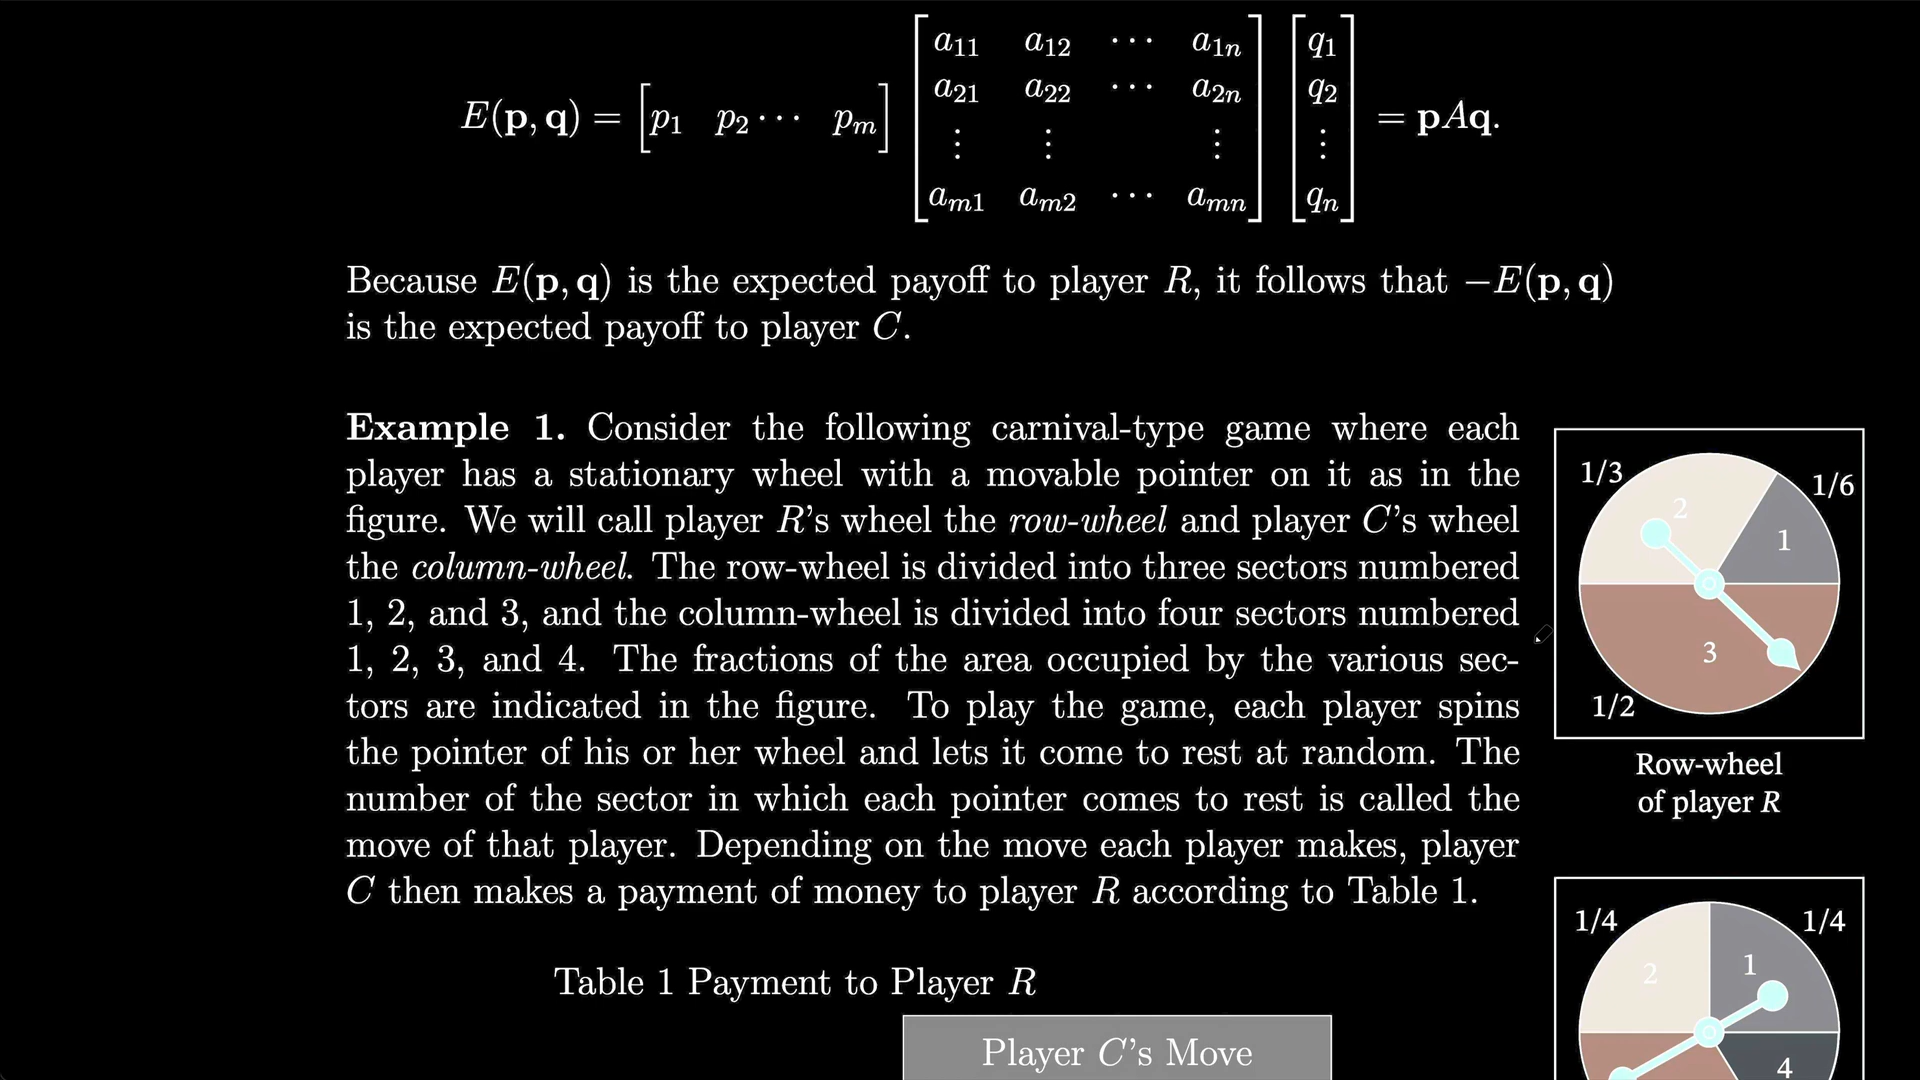 E(p, q) = [p1 p2 ⋯ pm] [a11 a12 ⋯ a1n; a21 a22 ⋯ a2n; ⋮ ⋮ ⋮; am1 am2 ⋯ amn] [q1; q2; ⋮; qn] = pAq.
Because E(p, q) is the expected payoff to player R, it follows that −E(p, q)
is the expected payoff to player C.
Example 1. Consider the following carnival-type game where each
player has a stationary wheel with a movable pointer on it as in the
figure. We will call player R's wheel the row-wheel and player C's wheel
the column-wheel. The row-wheel is divided into three sectors numbered
1, 2, and 3, and the column-wheel is divided into four sectors numbered
1, 2, 3, and 4. The fractions of the area occupied by the various sec-
tors are indicated in the figure. To play the game, each player spins
the pointer of his or her wheel and lets it come to rest at random. The
number of the sector in which each pointer comes to rest is called the
move of that player. Depending on the move each player makes, player
C then makes a payment of money to player R according to Table 1.
Table 1 Payment to Player R
Player C's Move
1/3
1/6
2
1
3
1/2
Row-wheel
of player R
1/4
1/4
2
1
4